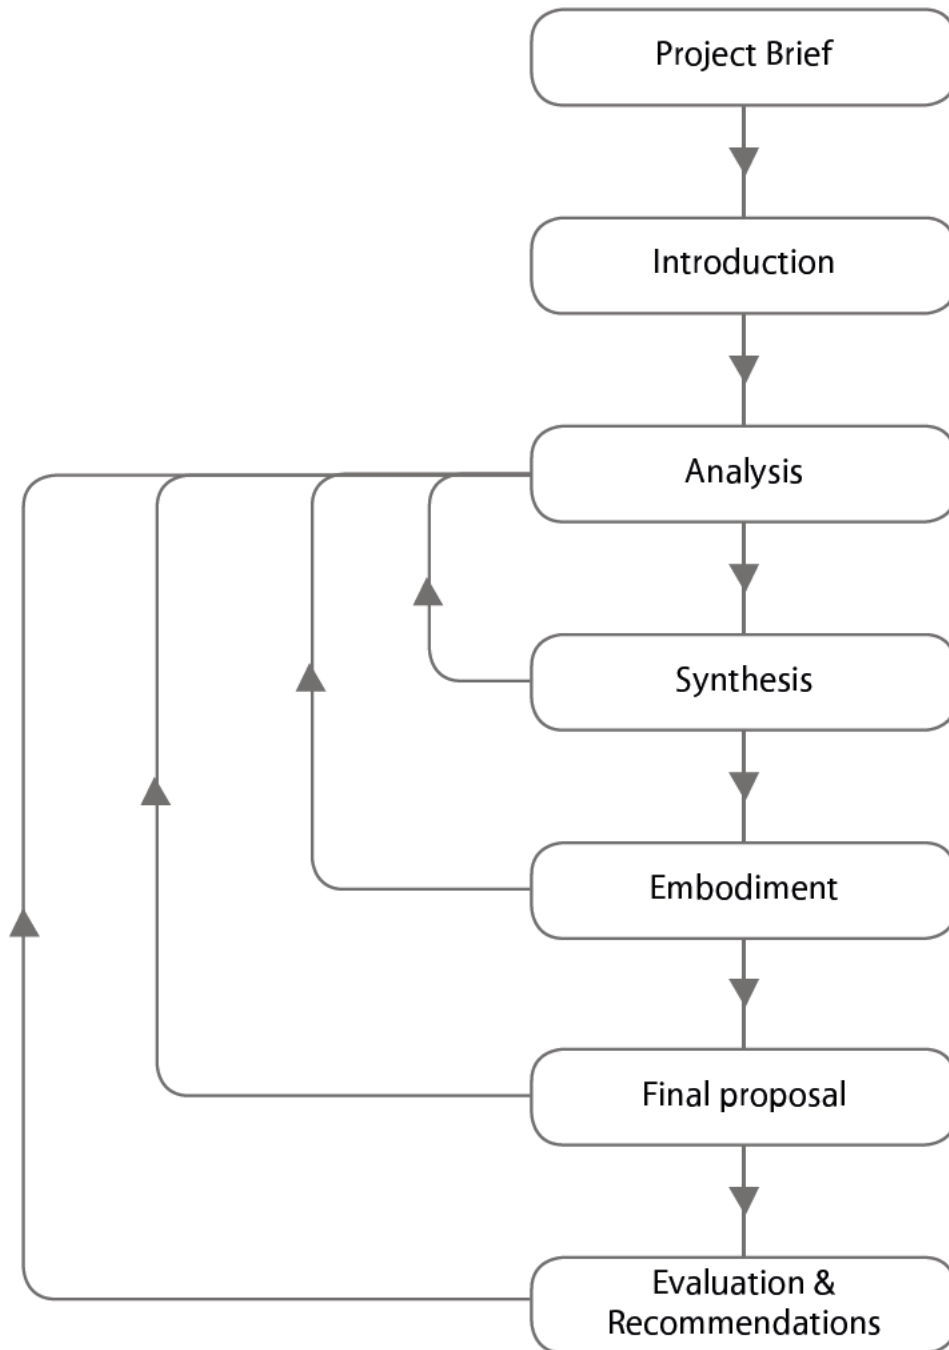 Project Brief
Introduction
Analysis
Synthesis
Embodiment
Final proposal
Evaluation &
Recommendations